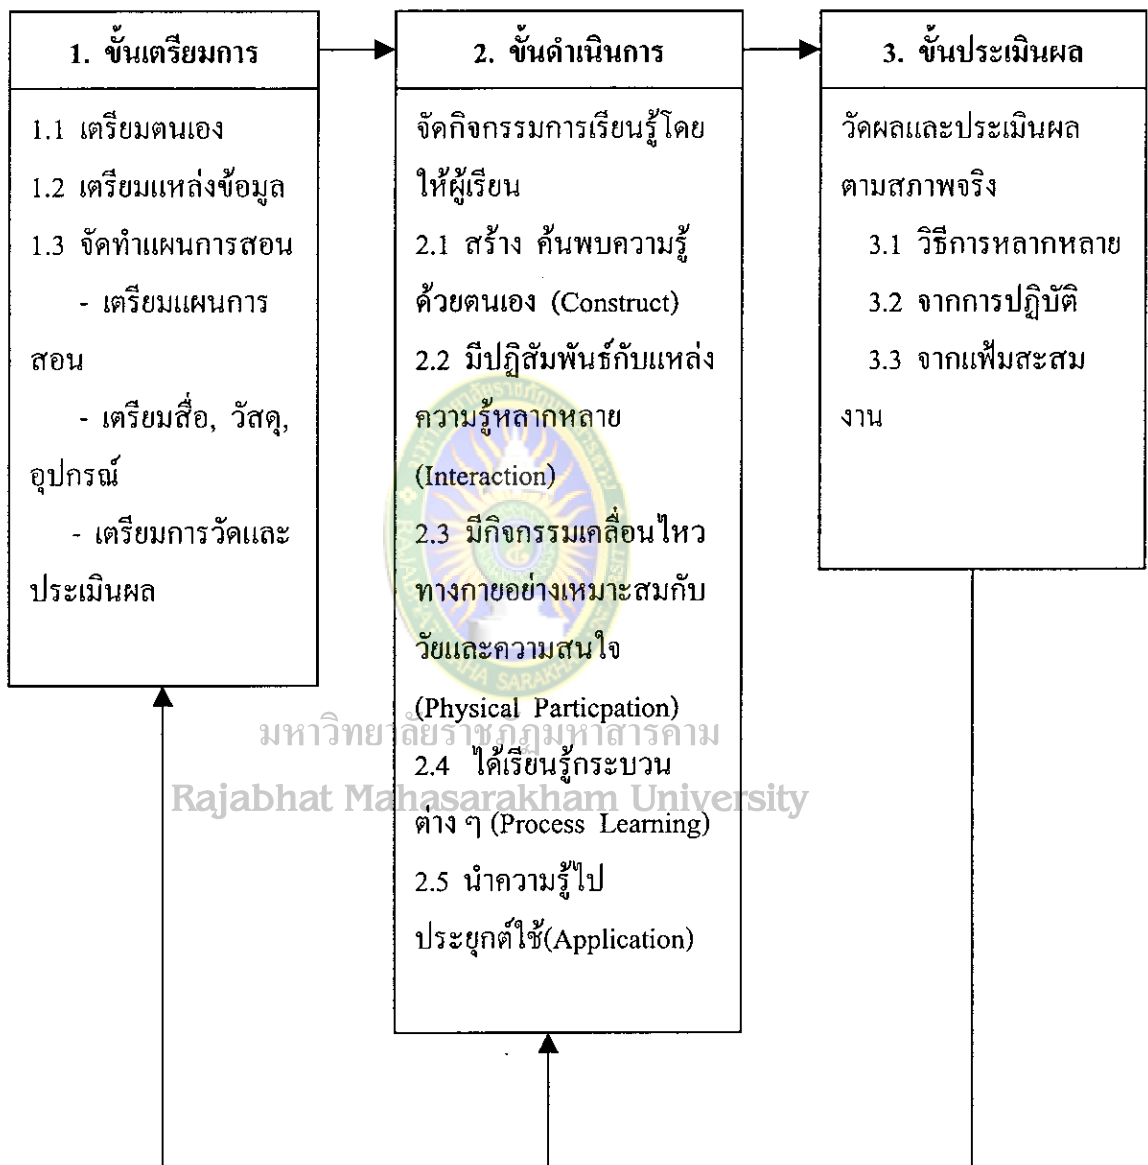 1. ขั้นเตรียมการ
1.1 เตรียมตนเอง
1.2 เตรียมแหล่งข้อมูล
1.3 จัดทำแผนการสอน
- เตรียมแผนการ
สอน
- เตรียมสื่อ, วัสดุ,
อุปกรณ์
- เตรียมการวัดและ
ประเมินผล
2. ขั้นดำเนินการ
จัดกิจกรรมการเรียนรู้โดย
ให้ผู้เรียน
2.1 สร้าง ค้นพบความรู้
ด้วยตนเอง (Construct)
2.2 มีปฏิสัมพันธ์กับแหล่ง
ความรู้หลากหลาย
(Interaction)
2.3 มีกิจกรรมเคลื่อนไหว
ทางกายอย่างเหมาะสมกับ
วัยและความสนใจ
(Physical Particpation)
2.4 ได้เรียนรู้กระบวน
ต่าง ๆ (Process Learning)
2.5 นำความรู้ไป
ประยุกต์ใช้(Application)
3. ขั้นประเมินผล
วัดผลและประเมินผล
ตามสภาพจริง
3.1 วิธีการหลากหลาย
3.2 จากการปฏิบัติ
3.3 จากแฟ้มสะสม
งาน
มหาวิทยาลัยราชภัฏมหาสารคาม
Rajabhat Mahasarakham University